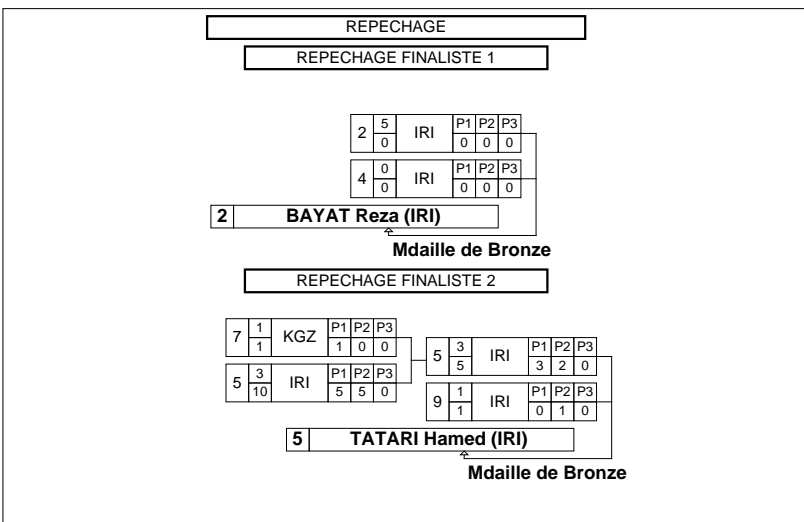 REPECHAGE
REPECHAGE FINALISTE 1
2 5 IRI P1 P2 P3
0 0 0 0
4 0 IRI P1 P2 P3
0 0 0 0
2 BAYAT Reza (IRI)
Mdaille de Bronze
REPECHAGE FINALISTE 2
7 1 KGZ P1 P2 P3
1 1 0 0
5 3 IRI P1 P2 P3
10 5 5 0
5 3 IRI P1 P2 P3
5 3 2 0
9 1 IRI P1 P2 P3
1 0 1 0
5 TATARI Hamed (IRI)
Mdaille de Bronze